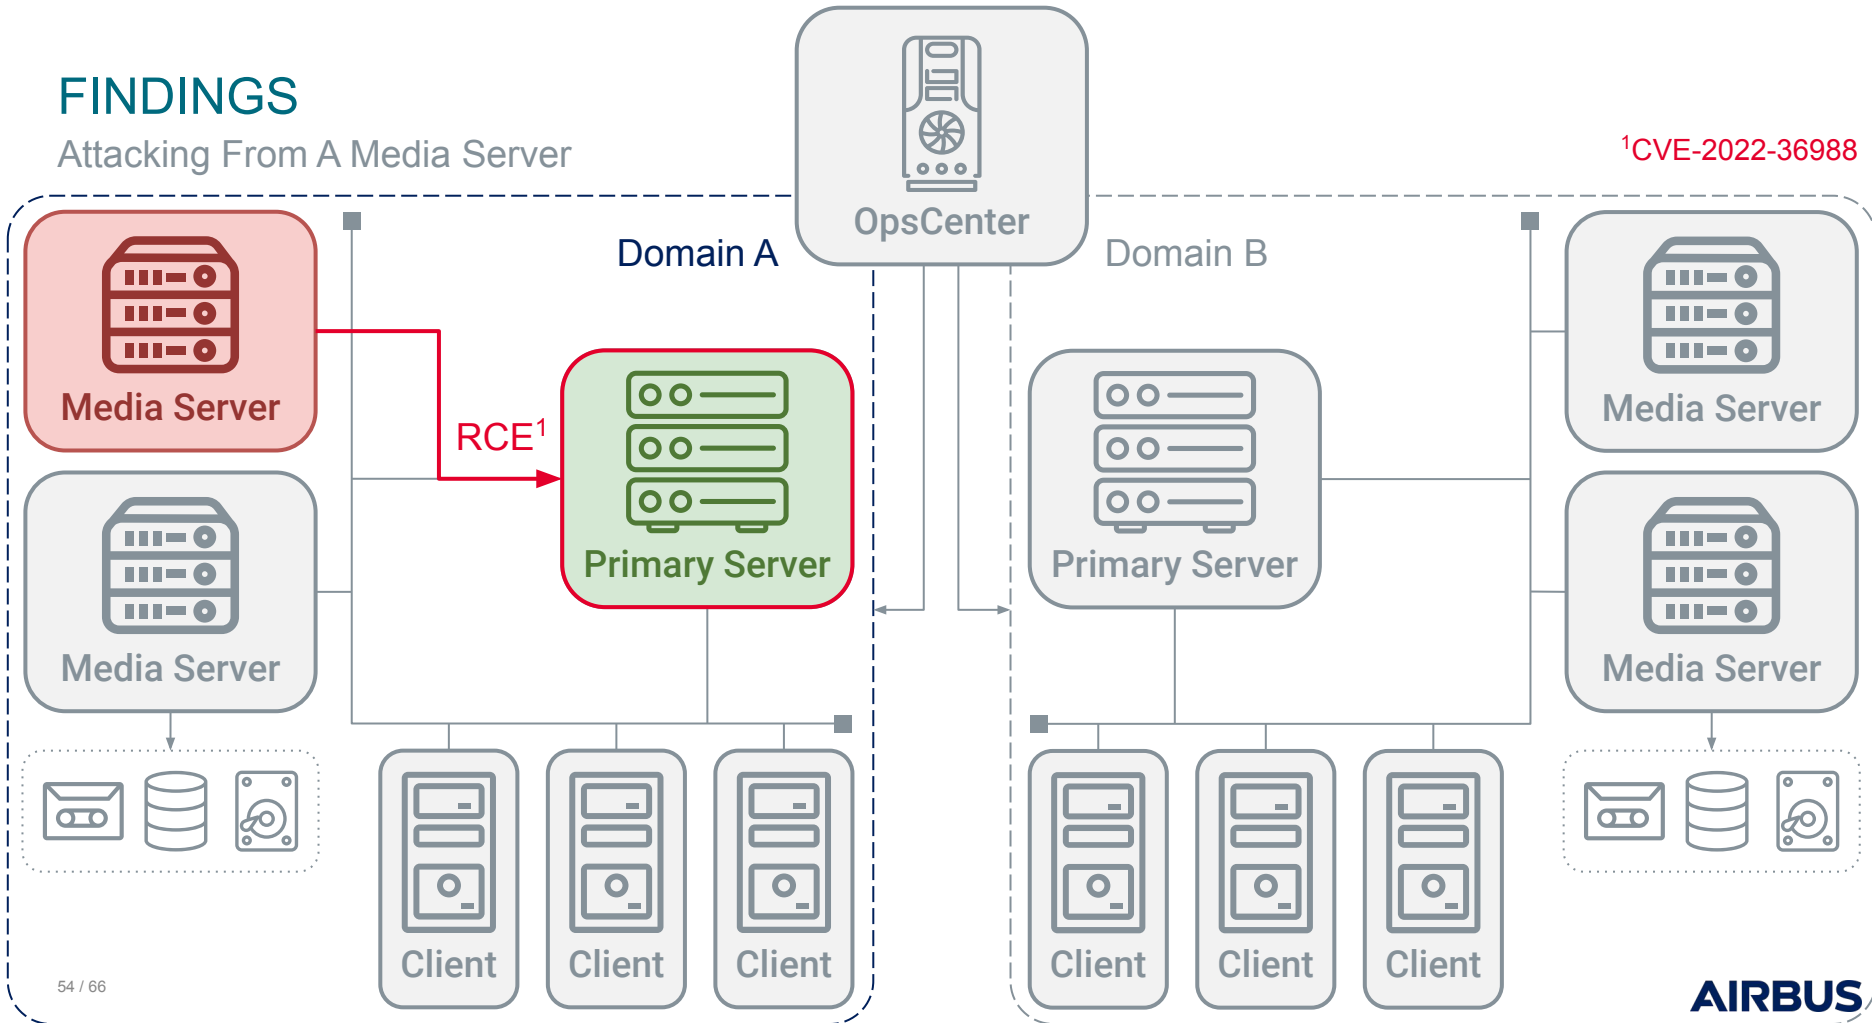 FINDINGS
Attacking From A Media Server
¹CVE-2022-36988
OpsCenter
Domain A
Domain B
Media Server
RCE¹
Primary Server
Media Server
Primary Server
Media Server
Media Server
Client
Client
Client
Client
Client
Client
54 / 66
AIRBUS